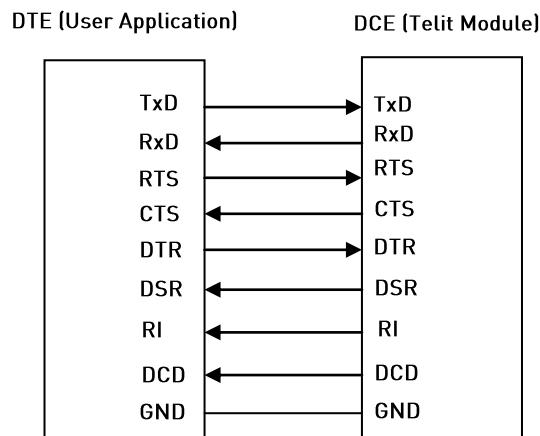 DTE (User Application)
DCE (Telit Module)
TxD
TxD
RxD
RxD
RTS
RTS
CTS
CTS
DTR
DTR
DSR
DSR
RI
RI
DCD
DCD
GND
GND